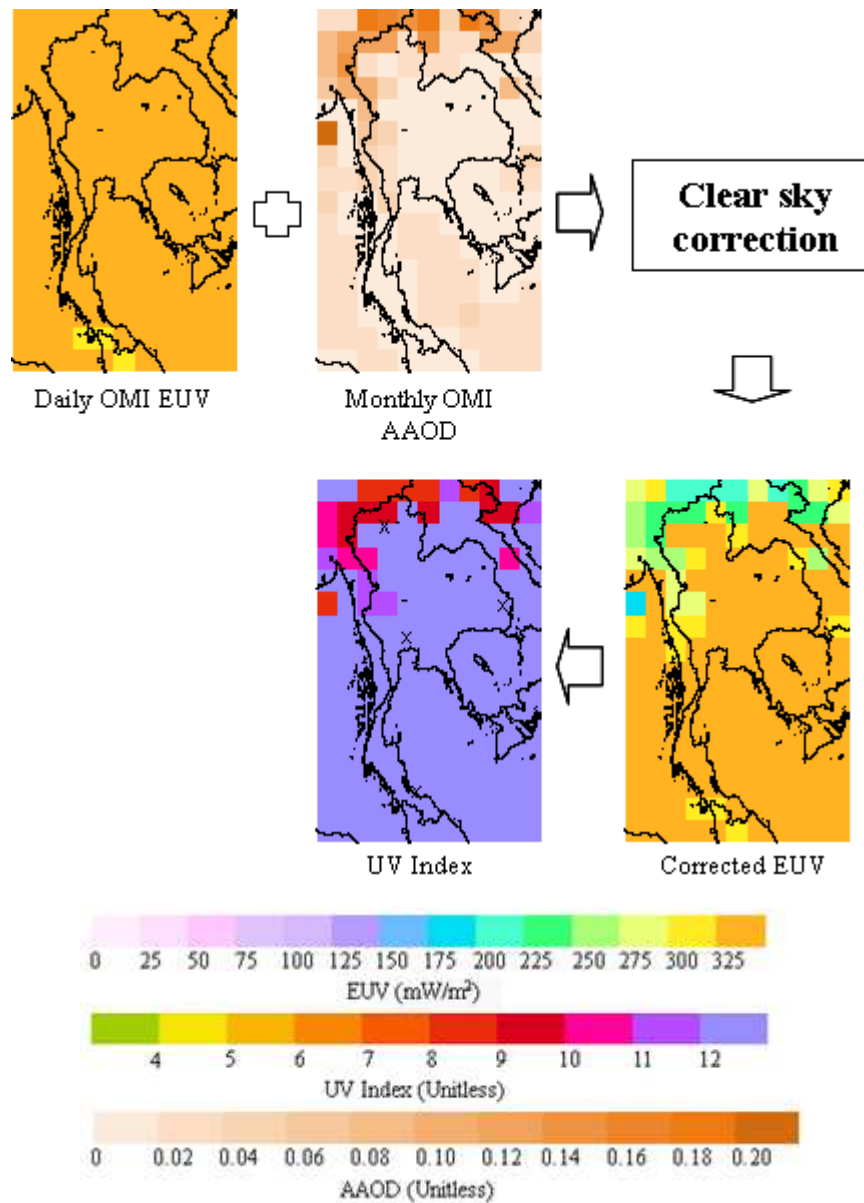 Daily OMI EUV
Monthly OMI
AAOD
Clear sky
correction
UV Index
Corrected EUV
0 25 50 75 100 125 150 175 200 225 250 275 300 325
EUV (mW/m²)
4 5 6 7 8 9 10 11 12
UV Index (Unitless)
0 0.02 0.04 0.06 0.08 0.10 0.12 0.14 0.16 0.18 0.20
AAOD (Unitless)